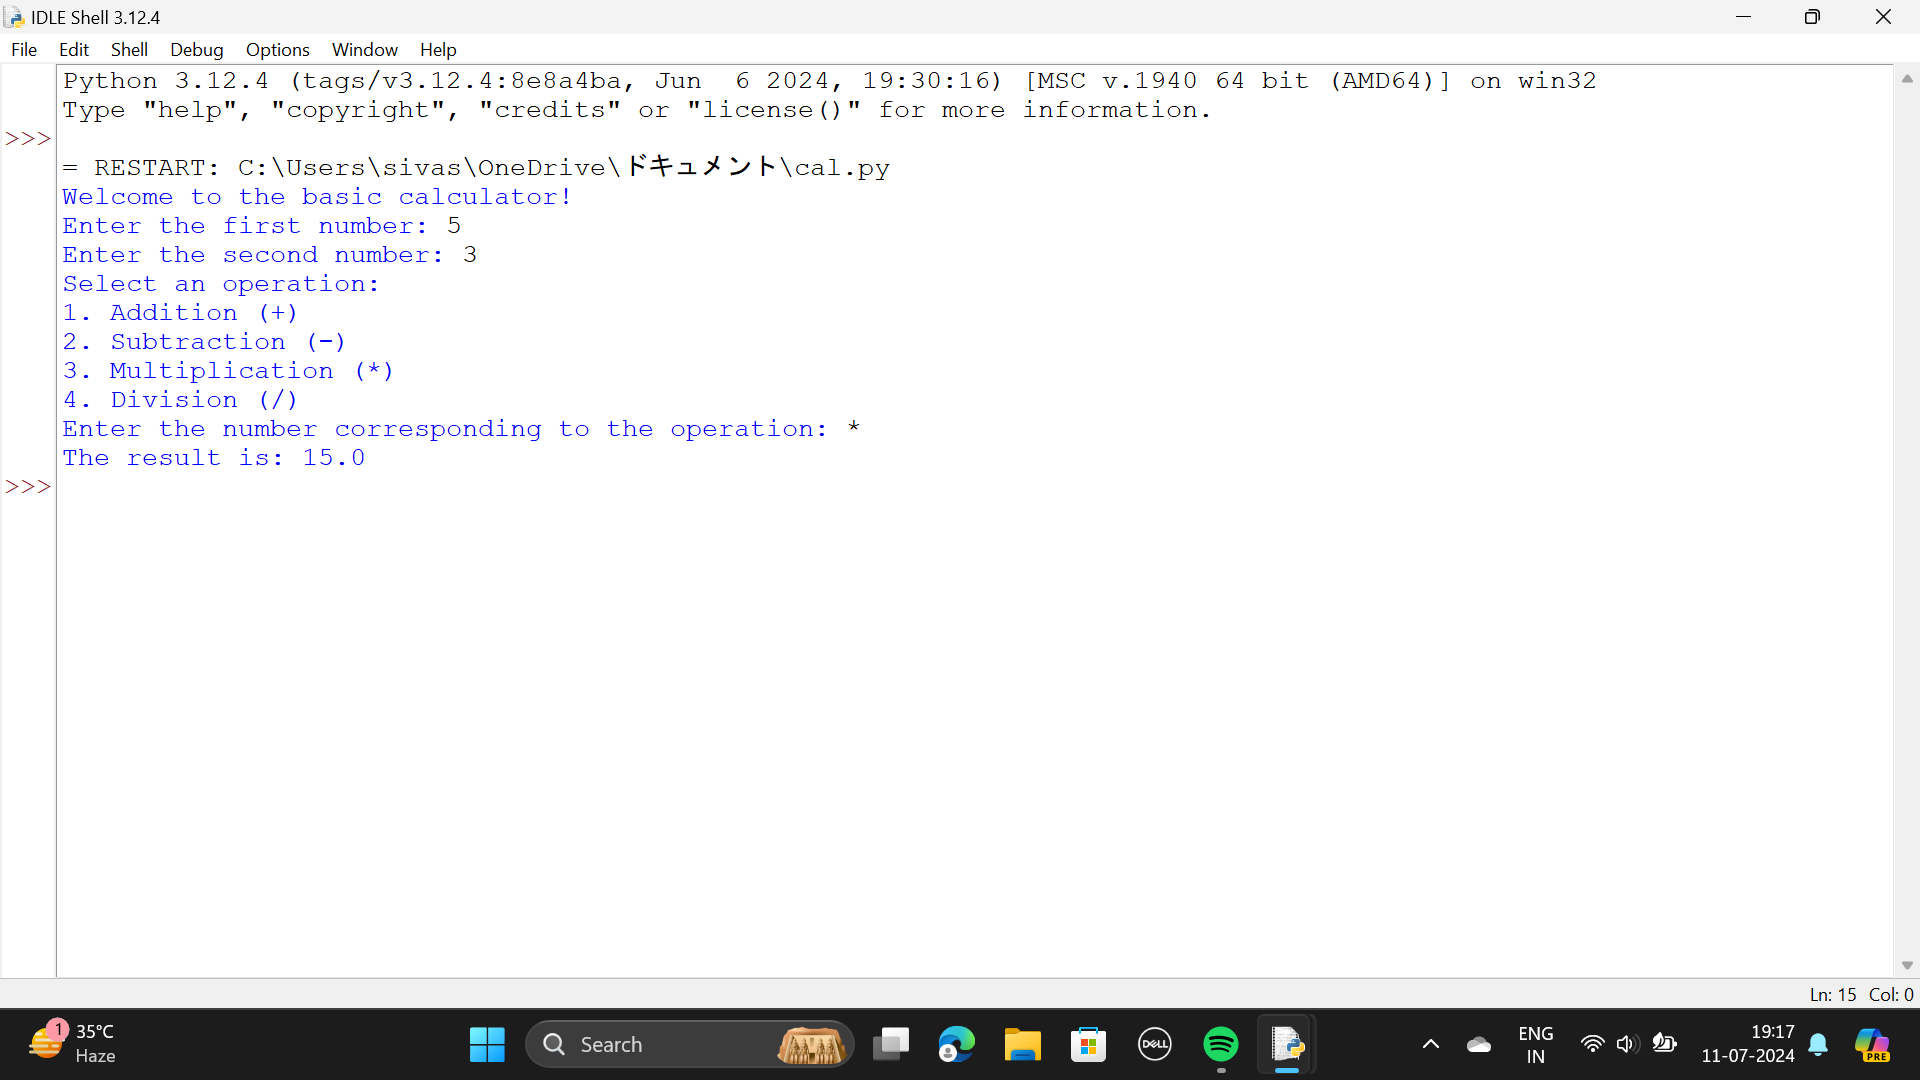 IDLE Shell 3.12.4
File Edit Shell Debug Options Window Help
Python 3.12.4 (tags/v3.12.4:8e8a4ba, Jun  6 2024, 19:30:16) [MSC v.1940 64 bit (AMD64)] on win32
Type "help", "copyright", "credits" or "license()" for more information.
>>>
= RESTART: C:\Users\sivas\OneDrive\ドキュメント\cal.py
Welcome to the basic calculator!
Enter the first number: 5
Enter the second number: 3
Select an operation:
1. Addition (+)
2. Subtraction (-)
3. Multiplication (*)
4. Division (/)
Enter the number corresponding to the operation: *
The result is: 15.0
>>>
Ln: 15 Col: 0
1 35°C
Haze
Search
DELL
ENG
IN
19:17
11-07-2024
PRE